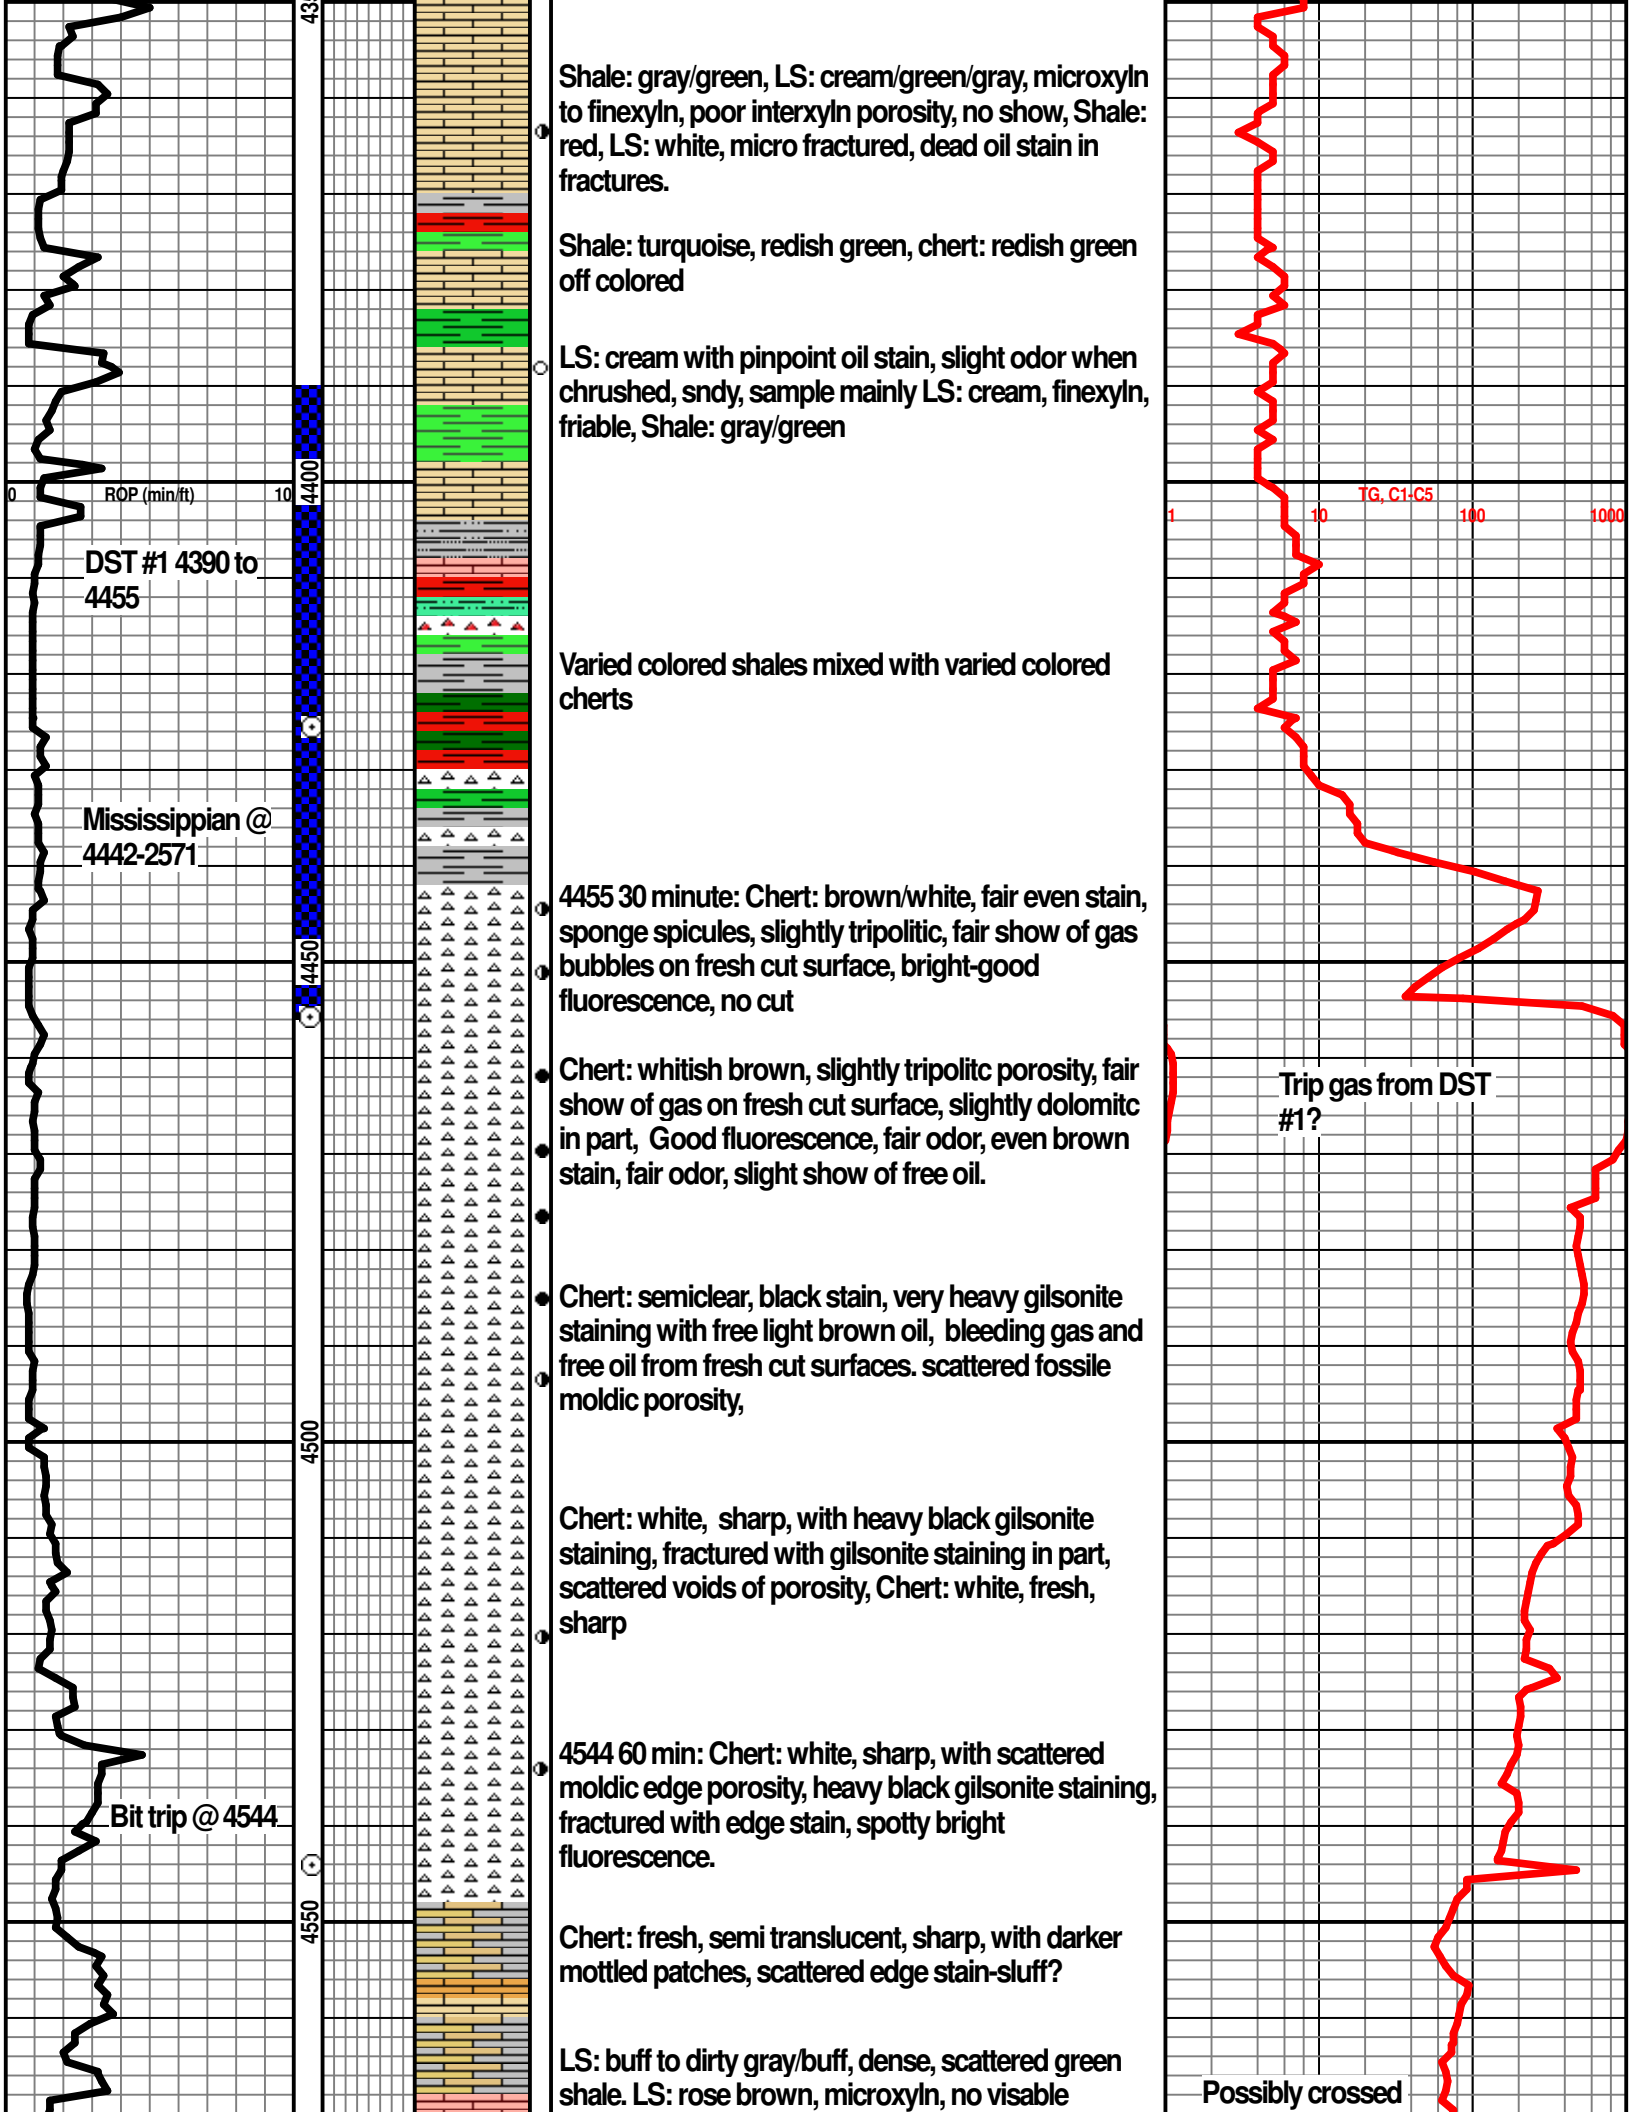 Shale: gray/green, LS: cream/green/gray, microxyln
to finexyln, poor interxyln porosity, no show, Shale:
red, LS: white, micro fractured, dead oil stain in
fractures.
Shale: turquoise, redish green, chert: redish green
off colored
LS: cream with pinpoint oil stain, slight odor when
chrushed, sndy, sample mainly LS: cream, finexyln,
friable, Shale: gray/green
0 ROP (min/ft) 10
4400
TG, C1-C5
1 10 100 1000
DST #1 4390 to
4455
Varied colored shales mixed with varied colored
cherts
Mississippian @
4442-2571
4455 30 minute: Chert: brown/white, fair even stain,
sponge spicules, slightly tripolitic, fair show of gas
bubbles on fresh cut surface, bright-good
fluorescence, no cut
4450
Chert: whitish brown, slightly tripolitc porosity, fair
show of gas on fresh cut surface, slightly dolomitc
in part, Good fluorescence, fair odor, even brown
stain, fair odor, slight show of free oil.
Trip gas from DST
#1?
Chert: semiclear, black stain, very heavy gilsonite
staining with free light brown oil, bleeding gas and
free oil from fresh cut surfaces. scattered fossile
moldic porosity,
4500
Chert: white, sharp, with heavy black gilsonite
staining, fractured with gilsonite staining in part,
scattered voids of porosity, Chert: white, fresh,
sharp
4544 60 min: Chert: white, sharp, with scattered
moldic edge porosity, heavy black gilsonite staining,
fractured with edge stain, spotty bright
fluorescence.
Bit trip @ 4544
4550
Chert: fresh, semi translucent, sharp, with darker
mottled patches, scattered edge stain-sluff?
LS: buff to dirty gray/buff, dense, scattered green
shale. LS: rose brown, microxyln, no visable
Possibly crossed